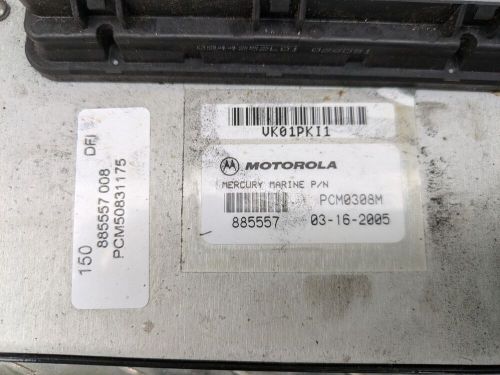 VK01PKI1
MOTOROLA
MERCURY MARINE P/N
PCM0308M
885557 03-16-2005
150 DFI
885557 008
PCM50831175